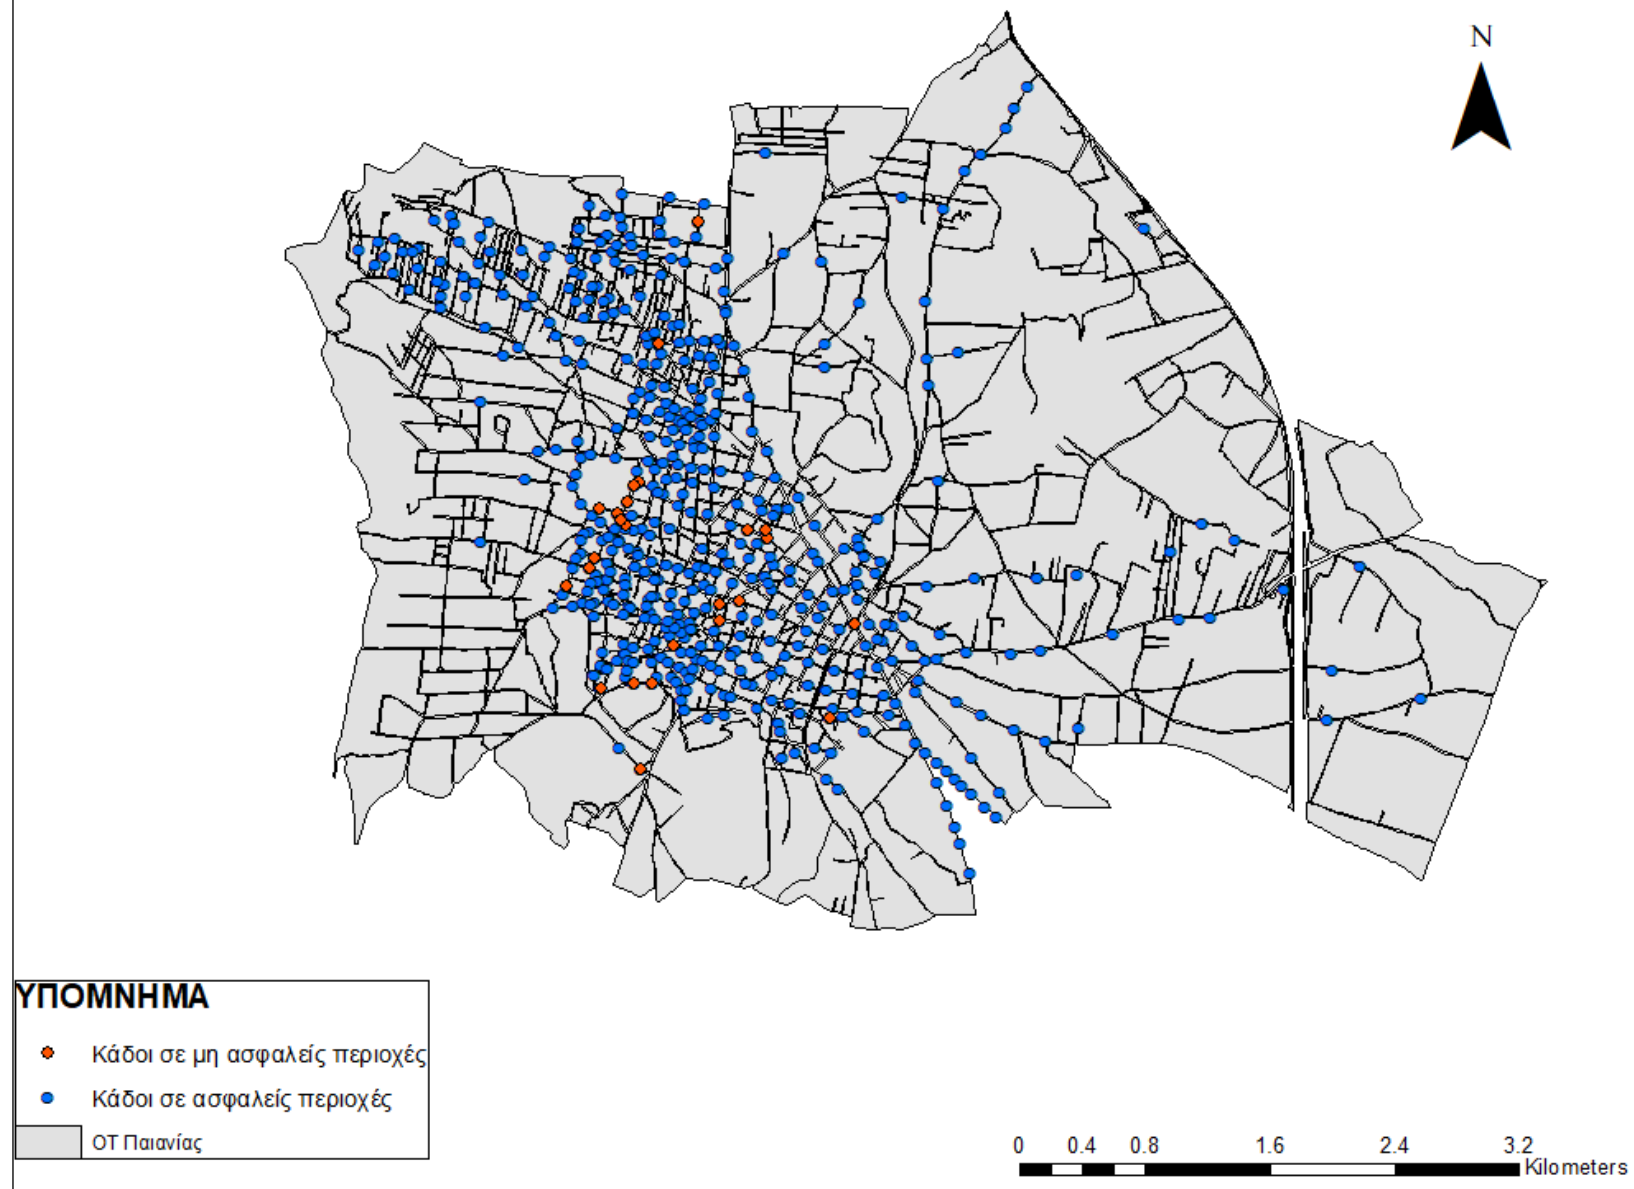 N
ΥΠΟΜΝΗΜΑ
Κάδοι σε μη ασφαλείς περιοχές
Κάδοι σε ασφαλείς περιοχές
ΟΤ Παιανίας
0 0.4 0.8 1.6 2.4 3.2
Kilometers